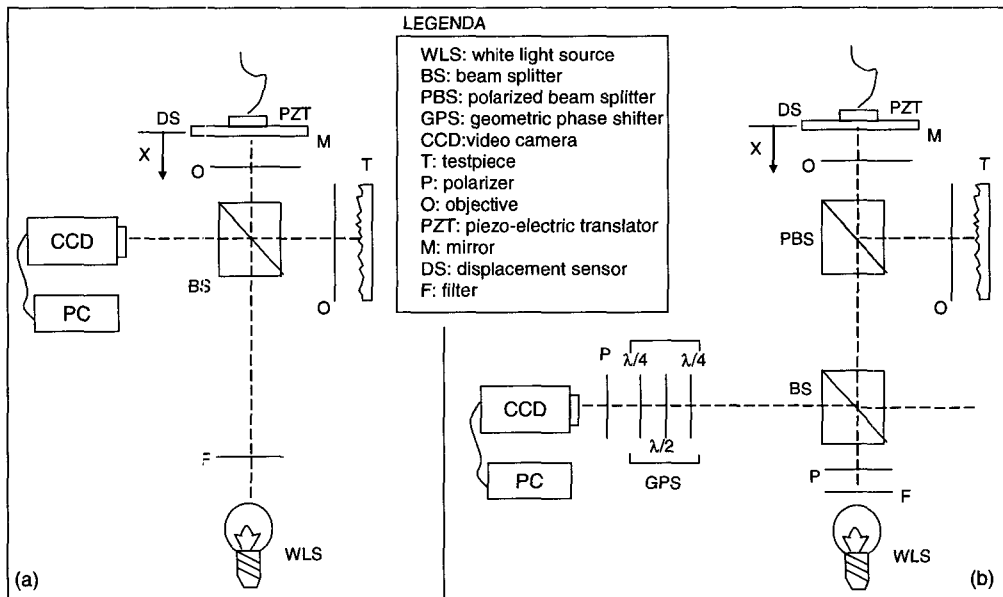 LEGENDA
WLS: white light source
BS: beam splitter
PBS: polarized beam splitter
GPS: geometric phase shifter
CCD:video camera
T: testpiece
P: polarizer
O: objective
PZT: piezo-electric translator
M: mirror
DS: displacement sensor
F: filter
DS
PZT
M
X
O
T
CCD
BS
PC
O
F
WLS
(a)
DS
PZT
M
X
O
T
PBS
O
P
λ/4
λ/4
BS
CCD
λ/2
PC
GPS
P
F
WLS
(b)